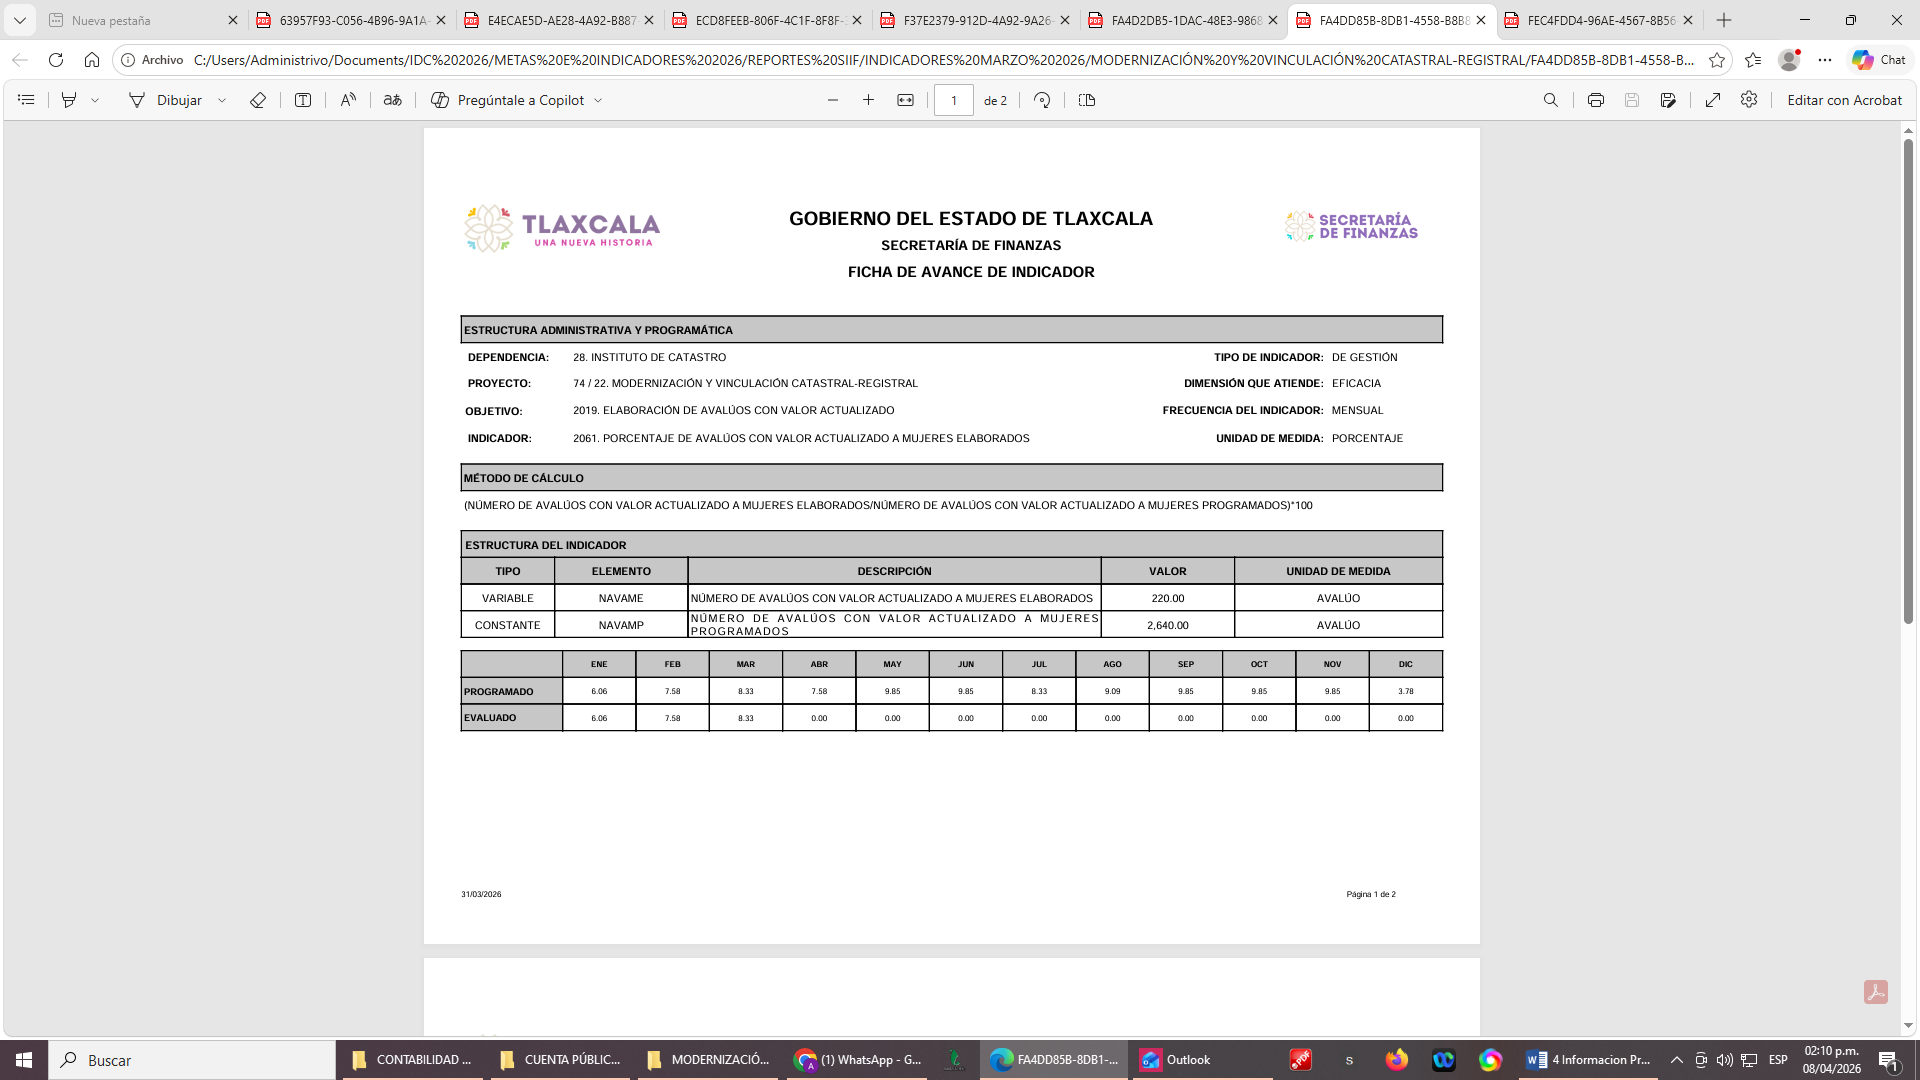 Nueva pestaña
63957F93-C056-4B96-9A1A-
E4ECAE5D-AE28-4A92-B887-
ECD8FEEB-806F-4C1F-8F8F-
F37E2379-912D-4A92-9A26-
FA4D2DB5-1DAC-48E3-9868
FA4DD85B-8DB1-4558-B8B8
FEC4FDD4-96AE-4567-8B56
Archivo
C:/Users/Administrivo/Documents/IDC%202026/METAS%20E%20INDICADORES%202026/REPORTES%20SIIF/INDICADORES%20MARZO%202026/MODERNIZACIÓN%20Y%20VINCULACIÓN%20CATASTRAL-REGISTRAL/FA4DD85B-8DB1-4558-B...
Chat
Dibujar
Pregúntale a Copilot
1 de 2
Editar con Acrobat
TLAXCALA
UNA NUEVA HISTORIA
GOBIERNO DEL ESTADO DE TLAXCALA
SECRETARÍA DE FINANZAS
FICHA DE AVANCE DE INDICADOR
SECRETARÍA
DE FINANZAS
ESTRUCTURA ADMINISTRATIVA Y PROGRAMÁTICA
DEPENDENCIA: 28. INSTITUTO DE CATASTRO TIPO DE INDICADOR: DE GESTIÓN
PROYECTO: 74 / 22. MODERNIZACIÓN Y VINCULACIÓN CATASTRAL-REGISTRAL DIMENSIÓN QUE ATIENDE: EFICACIA
OBJETIVO: 2019. ELABORACIÓN DE AVALÚOS CON VALOR ACTUALIZADO FRECUENCIA DEL INDICADOR: MENSUAL
INDICADOR: 2061. PORCENTAJE DE AVALÚOS CON VALOR ACTUALIZADO A MUJERES ELABORADOS UNIDAD DE MEDIDA: PORCENTAJE
MÉTODO DE CÁLCULO
(NÚMERO DE AVALÚOS CON VALOR ACTUALIZADO A MUJERES ELABORADOS/NÚMERO DE AVALÚOS CON VALOR ACTUALIZADO A MUJERES PROGRAMADOS)*100
ESTRUCTURA DEL INDICADOR
TIPO ELEMENTO DESCRIPCIÓN VALOR UNIDAD DE MEDIDA
VARIABLE NAVAME NÚMERO DE AVALÚOS CON VALOR ACTUALIZADO A MUJERES ELABORADOS 220.00 AVALÚO
CONSTANTE NAVAMP NÚMERO DE AVALÚOS CON VALOR ACTUALIZADO A MUJERES PROGRAMADOS 2,640.00 AVALÚO
ENE FEB MAR ABR MAY JUN JUL AGO SEP OCT NOV DIC
PROGRAMADO 6.06 7.58 8.33 7.58 9.85 9.85 8.33 9.09 9.85 9.85 9.85 3.78
EVALUADO 6.06 7.58 8.33 0.00 0.00 0.00 0.00 0.00 0.00 0.00 0.00 0.00
31/03/2026
Página 1 de 2
Buscar
CONTABILIDAD ...
CUENTA PÚBLIC...
MODERNIZACIÓ...
(1) WhatsApp - G...
FA4DD85B-8DB1-...
Outlook
4 Informacion Pr...
ESP
02:10 p.m.
08/04/2026